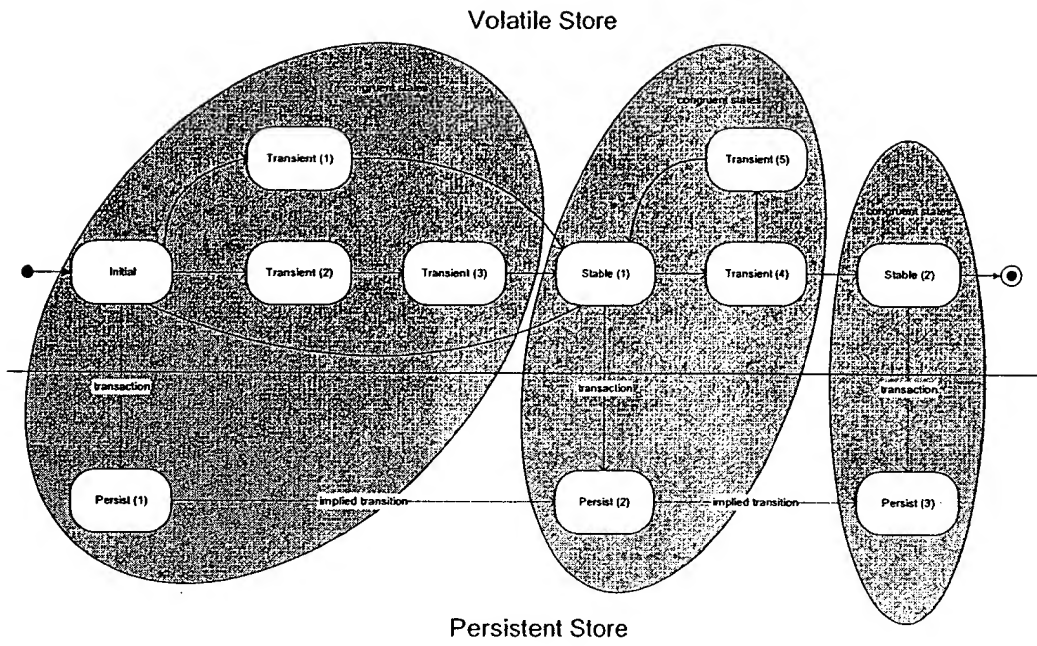 Volatile Store
congruent states
congruent states
Transient (1)
Transient (5)
congruent states
Initial
Transient (2)
Transient (3)
Stable (1)
Transient (4)
Stable (2)
transaction
transaction
transaction
Persist (1)
implied transition
Persist (2)
implied transition
Persist (3)
Persistent Store